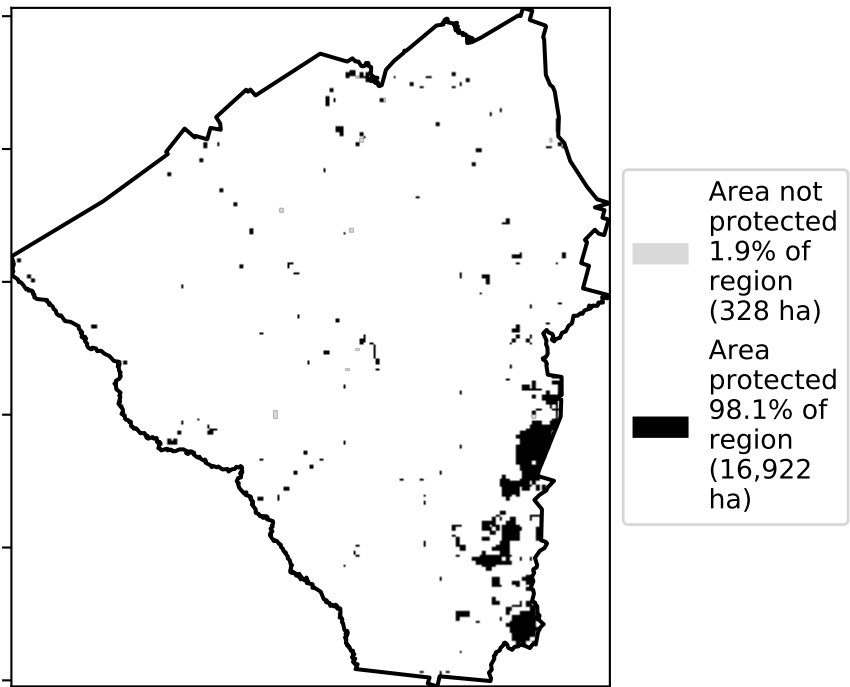 Area not
protected
1.9% of
region
(328 ha)
Area
protected
98.1% of
region
(16,922
ha)